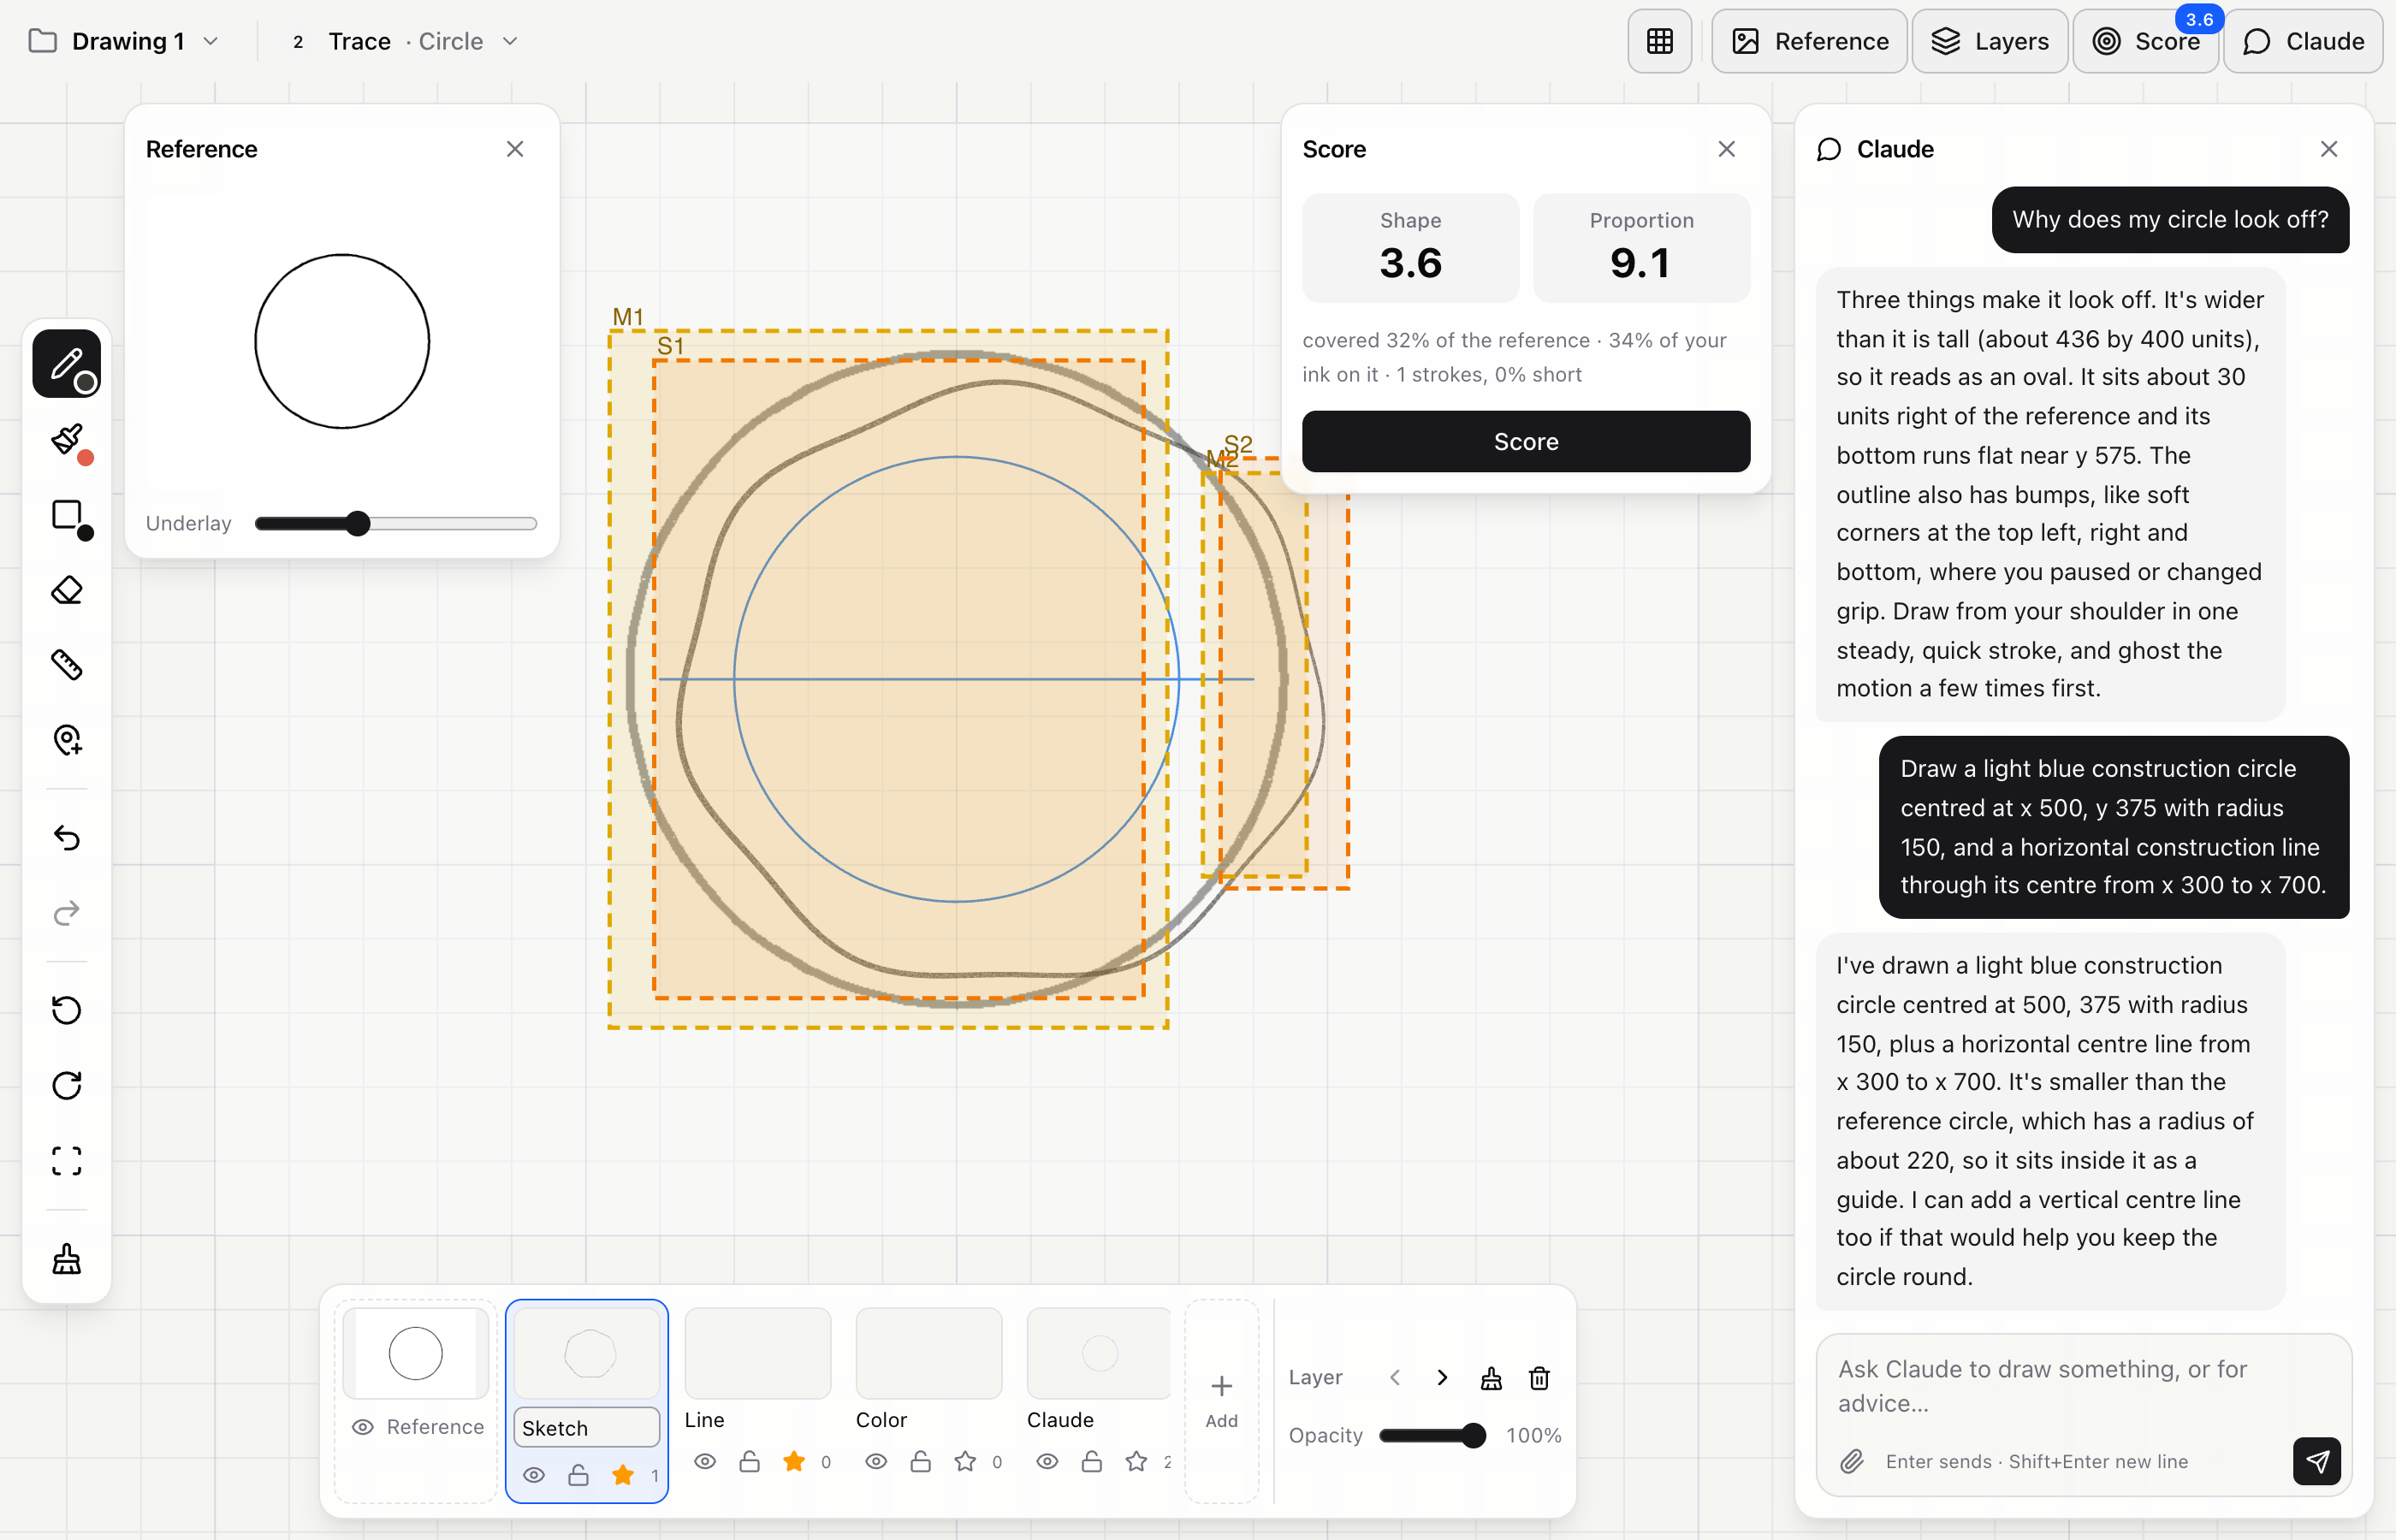 Drawing 1
2 Trace · Circle
Reference
Layers
Score
3.6
Claude
Reference
Underlay
M1
S1
S2
M2
Score
Shape
3.6
Proportion
9.1
covered 32% of the reference · 34% of your
ink on it · 1 strokes, 0% short
Score
Claude
Why does my circle look off?
Three things make it look off. It's wider
than it is tall (about 436 by 400 units),
so it reads as an oval. It sits about 30
units right of the reference and its
bottom runs flat near y 575. The
outline also has bumps, like soft
corners at the top left, right and
bottom, where you paused or changed
grip. Draw from your shoulder in one
steady, quick stroke, and ghost the
motion a few times first.
Draw a light blue construction circle
centred at x 500, y 375 with radius
150, and a horizontal construction line
through its centre from x 300 to x 700.
I've drawn a light blue construction
circle centred at 500, 375 with radius
150, plus a horizontal centre line from
x 300 to x 700. It's smaller than the
reference circle, which has a radius of
about 220, so it sits inside it as a
guide. I can add a vertical centre line
too if that would help you keep the
circle round.
Ask Claude to draw something, or for
advice...
Enter sends · Shift+Enter new line
Reference
Sketch
1
Line
0
Color
0
Claude
2
Add
Layer
Opacity
100%